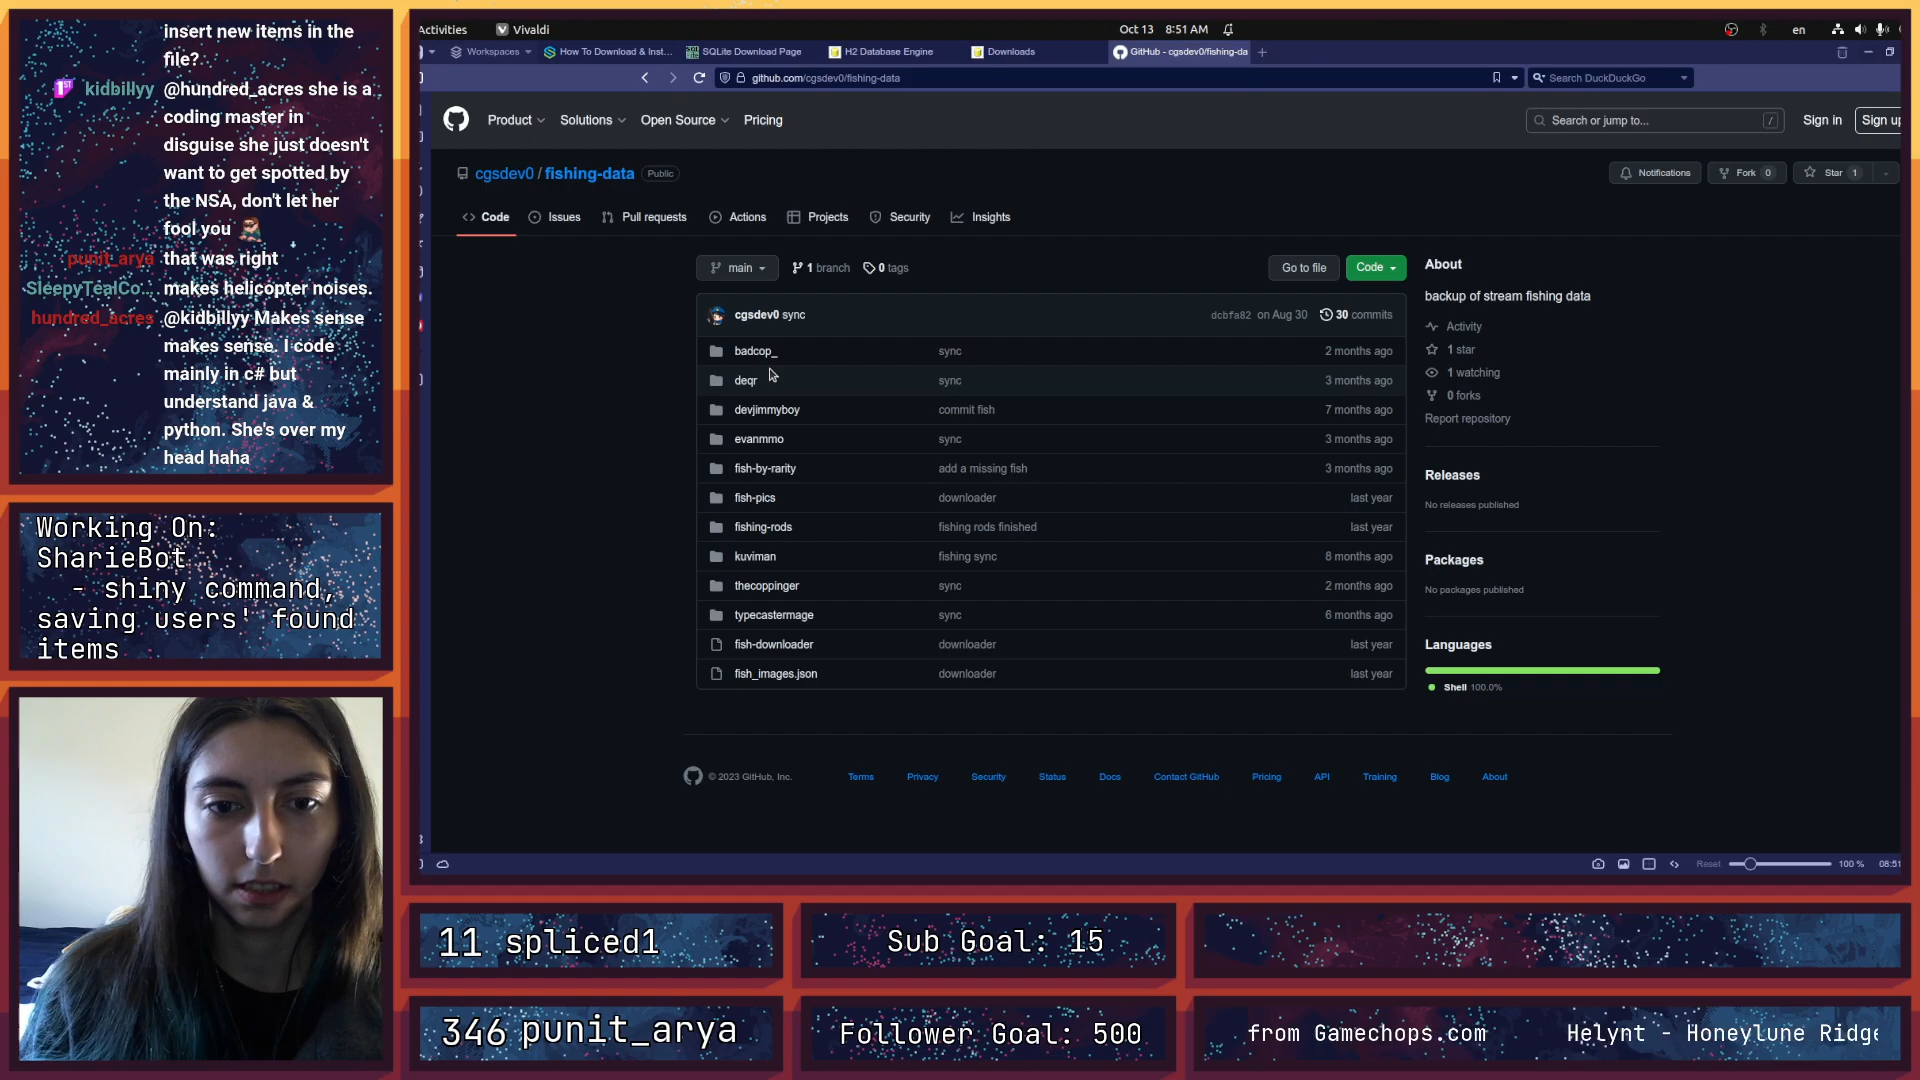 insert new items in the
file?
kidbillyy @hundred_acres she is a
coding master in
disguise she just doesn't
want to get spotted by
the NSA, don't let her
fool you
punit_arya that was right
SleepyTealCo... makes helicopter noises.
hundred_acres @kidbillyy Makes sense
makes sense. I code
mainly in c# but
understand java &
python. She's over my
head haha
Working On:
SharieBot
- shiny command,
saving users' found
items
Activities Vivaldi Oct 13 8:51 AM en
Workspaces How To Download & Inst... SQLite Download Page H2 Database Engine Downloads GitHub - cgsdev0/fishing-da
github.com/cgsdev0/fishing-data Search DuckDuckGo
Product Solutions Open Source Pricing Search or jump to... / Sign in Sign up
cgsdev0 / fishing-data Public Notifications Fork 0 Star 1
Code Issues Pull requests Actions Projects Security Insights
main 1 branch 0 tags Go to file Code
cgsdev0 sync dcbfa82 on Aug 30 30 commits
badcop_ sync 2 months ago
deqr sync 3 months ago
devjimmyboy commit fish 7 months ago
evanmmo sync 3 months ago
fish-by-rarity add a missing fish 3 months ago
fish-pics downloader last year
fishing-rods fishing rods finished last year
kuviman fishing sync 8 months ago
thecoppinger sync 2 months ago
typecastermage sync 6 months ago
fish-downloader downloader last year
fish_images.json downloader last year
About
backup of stream fishing data
Activity
1 star
1 watching
0 forks
Report repository
Releases
No releases published
Packages
No packages published
Languages
Shell 100.0%
© 2023 GitHub, Inc. Terms Privacy Security Status Docs Contact GitHub Pricing API Training Blog About
Reset 100 % 08:51
11 spliced1
Sub Goal: 15
346 punit_arya
Follower Goal: 500
from Gamechops.com Helynt - Honeylune Ridge